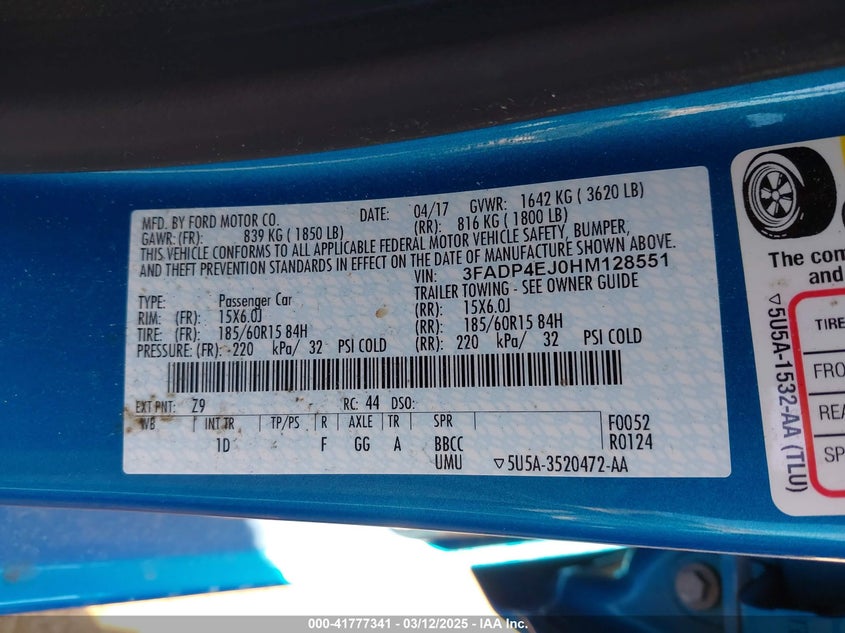 MFD. BY FORD MOTOR CO. DATE: 04/17 GVWR: 1642 KG ( 3620 LB)
GAWR: (FR): 839 KG ( 1850 LB) (RR): 816 KG ( 1800 LB)
THIS VEHICLE CONFORMS TO ALL APPLICABLE FEDERAL MOTOR VEHICLE SAFETY, BUMPER,
AND THEFT PREVENTION STANDARDS IN EFFECT ON THE DATE OF MANUFACTURE SHOWN ABOVE.
VIN: 3FADP4EJ0HM128551
TYPE: Passenger Car TRAILER TOWING - SEE OWNER GUIDE
RIM: (FR): 15X6.0J (RR): 15X6.0J
TIRE: (FR): 185/60R15 84H (RR): 185/60R15 84H
PRESSURE: (FR): 220 kPa/ 32 PSI COLD (RR): 220 kPa/ 32 PSI COLD
EXT PNT: Z9 RC: 44 DSO:
WB INT TR TP/PS R AXLE TR SPR F0052
1D F GG A BBCC R0124
UMU ▽5U5A-3520472-AA
The com
and
TIRE
FRO
REA
SP
▽5U5A-1532-AA (TLU)
000-41777341 - 03/12/2025 - IAA Inc.